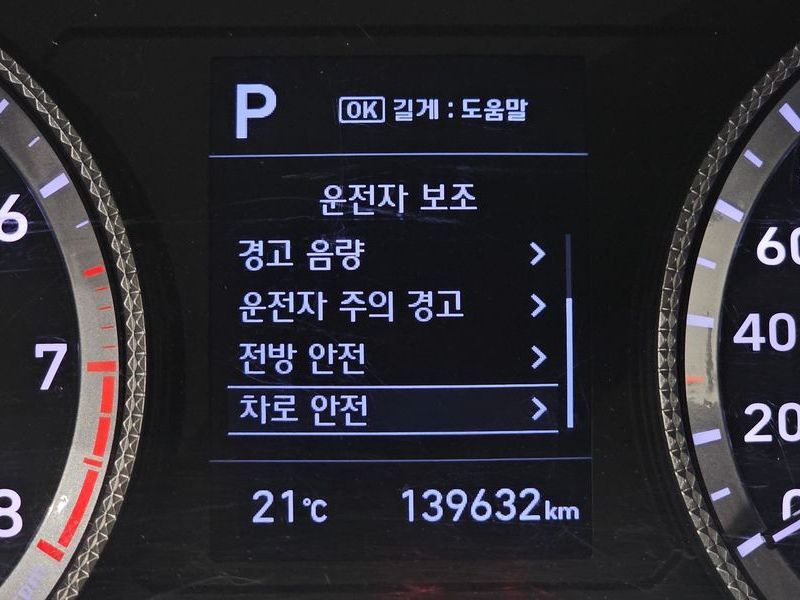 P
OK 길게 : 도움말
운전자 보조
경고 음량 >
운전자 주의 경고 >
전방 안전 >
차로 안전 >
21℃ 139632km
6
7
8
60
40
20
0